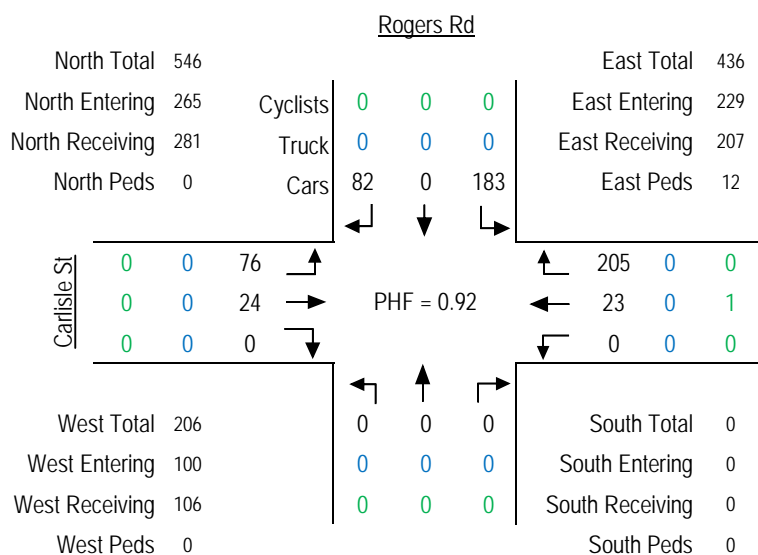 Rogers Rd
North Total 546
North Entering 265
North Receiving 281
North Peds 0
East Total 436
East Entering 229
East Receiving 207
East Peds 12
Cyclists 0 0 0
Truck 0 0 0
Cars 82 0 183
Carlisle St
0 0 76
0 0 24
0 0 0
PHF = 0.92
205 0 0
23 0 1
0 0 0
West Total 206
West Entering 100
West Receiving 106
West Peds 0
0 0 0
0 0 0
0 0 0
South Total 0
South Entering 0
South Receiving 0
South Peds 0